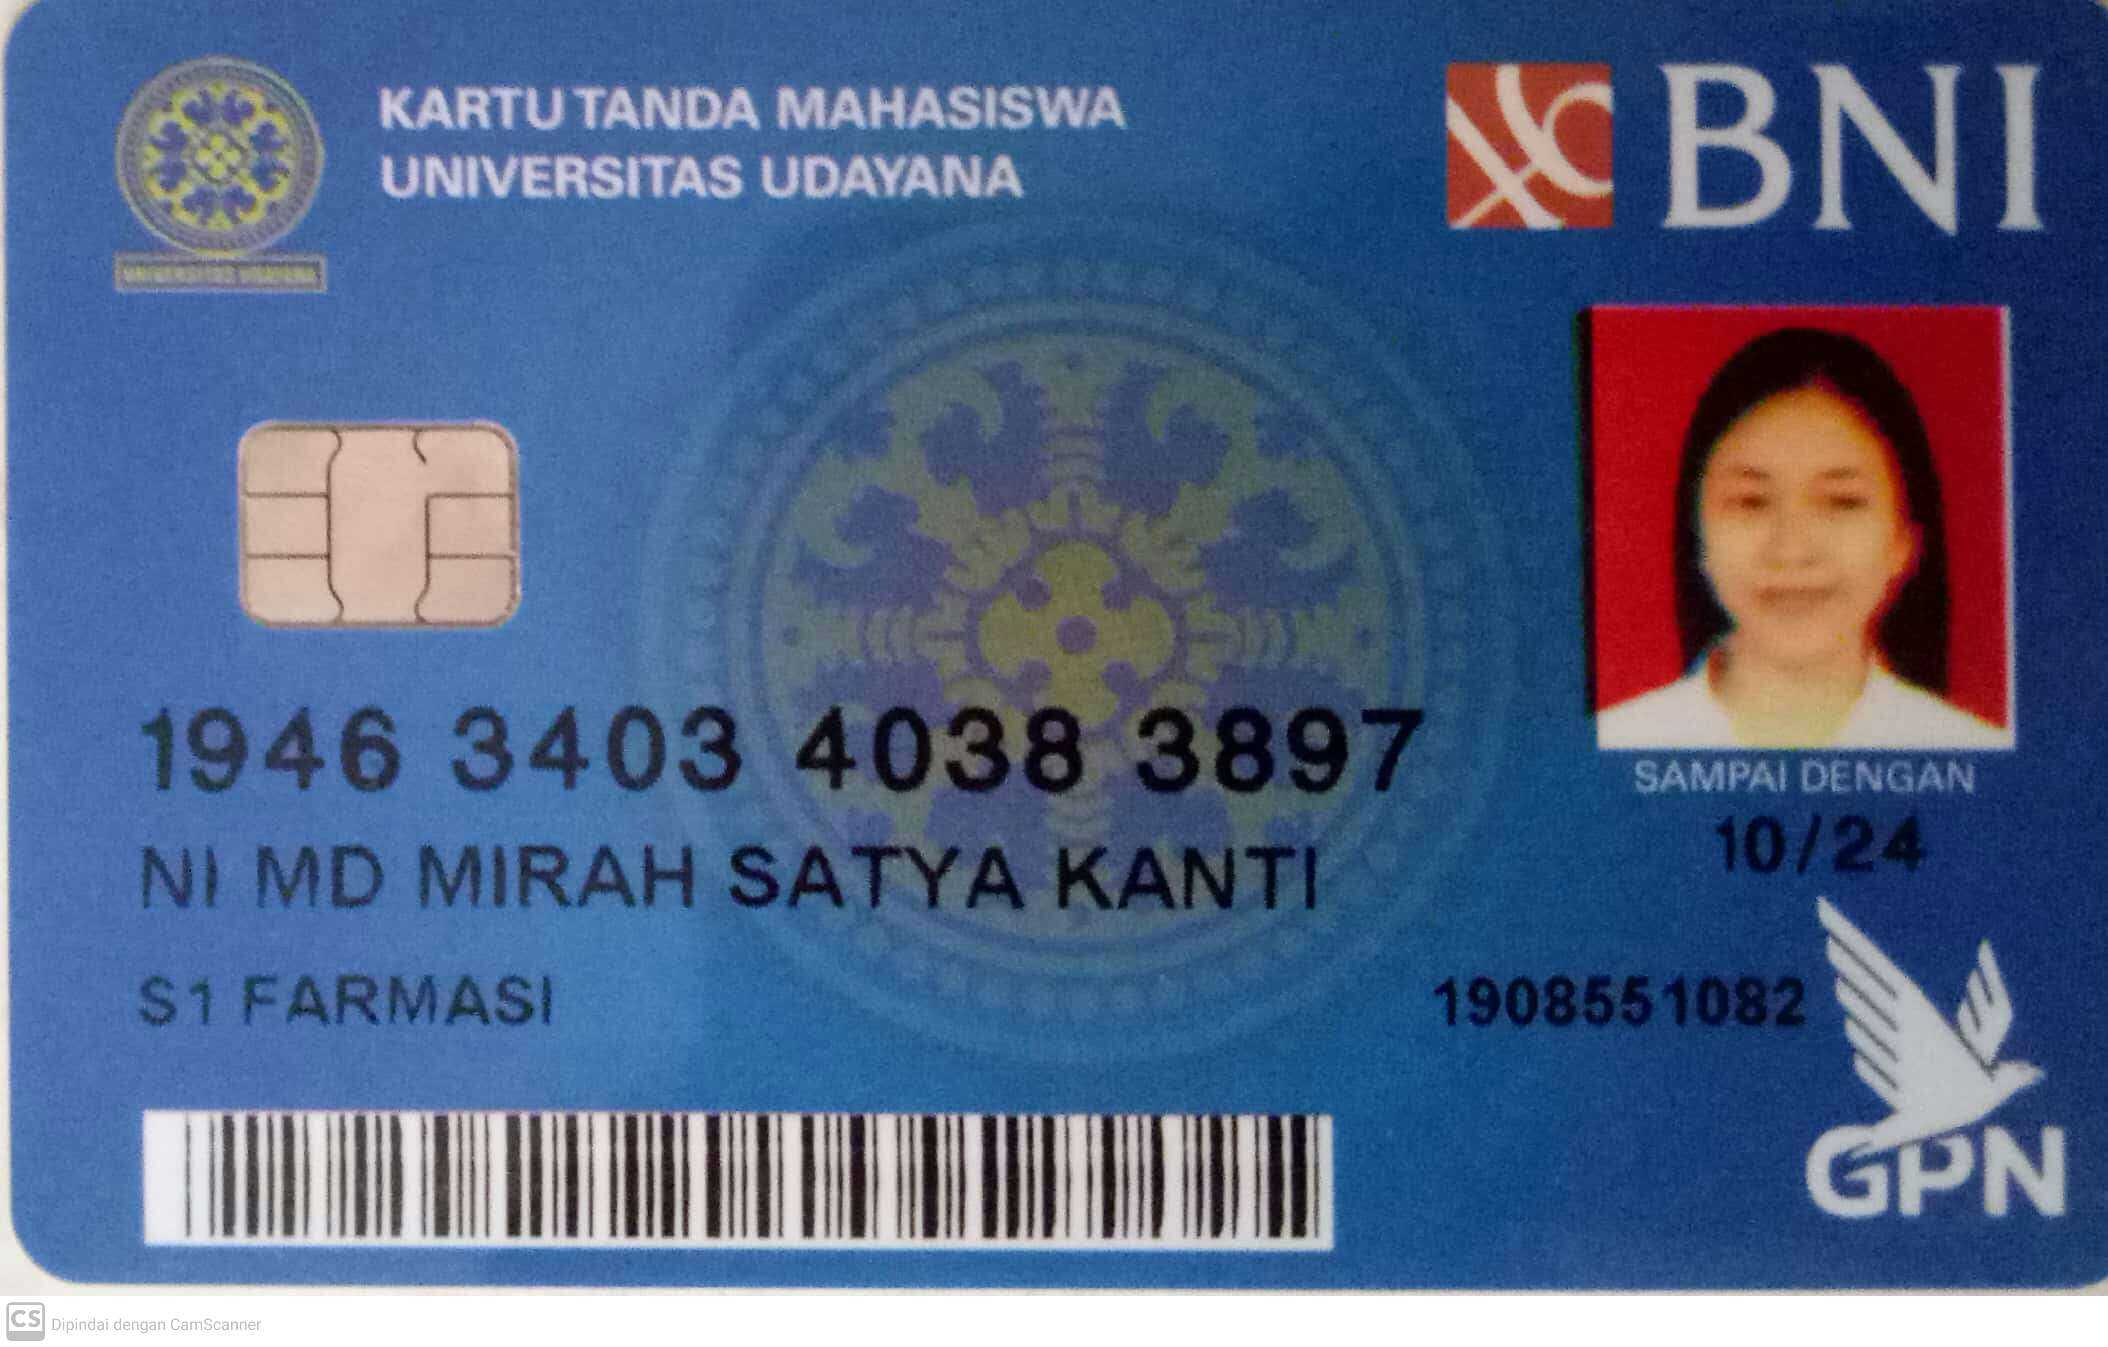 KARTU TANDA MAHASISWA
UNIVERSITAS UDAYANA
BNI
UNIVERSITAS UDAYANA
1946 3403 4038 3897
SAMPAI DENGAN
10/24
NI MD MIRAH SATYA KANTI
S1 FARMASI
1908551082
GPN
CS Dipindai dengan CamScanner